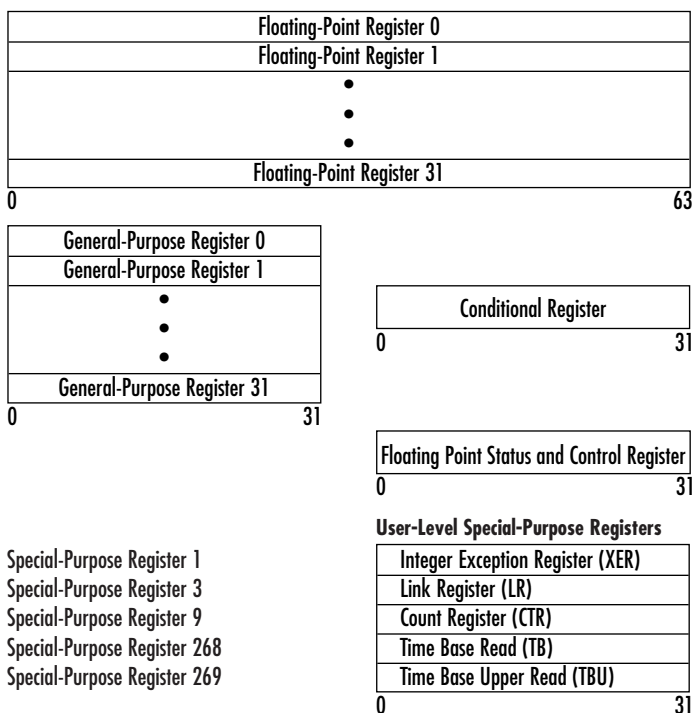 Floating-Point Register 0
Floating-Point Register 1
Floating-Point Register 31
0 63
General-Purpose Register 0
General-Purpose Register 1
General-Purpose Register 31
0 31
Conditional Register
0 31
Floating Point Status and Control Register
0 31
User-Level Special-Purpose Registers
Special-Purpose Register 1 Integer Exception Register (XER)
Special-Purpose Register 3 Link Register (LR)
Special-Purpose Register 9 Count Register (CTR)
Special-Purpose Register 268 Time Base Read (TB)
Special-Purpose Register 269 Time Base Upper Read (TBU)
0 31